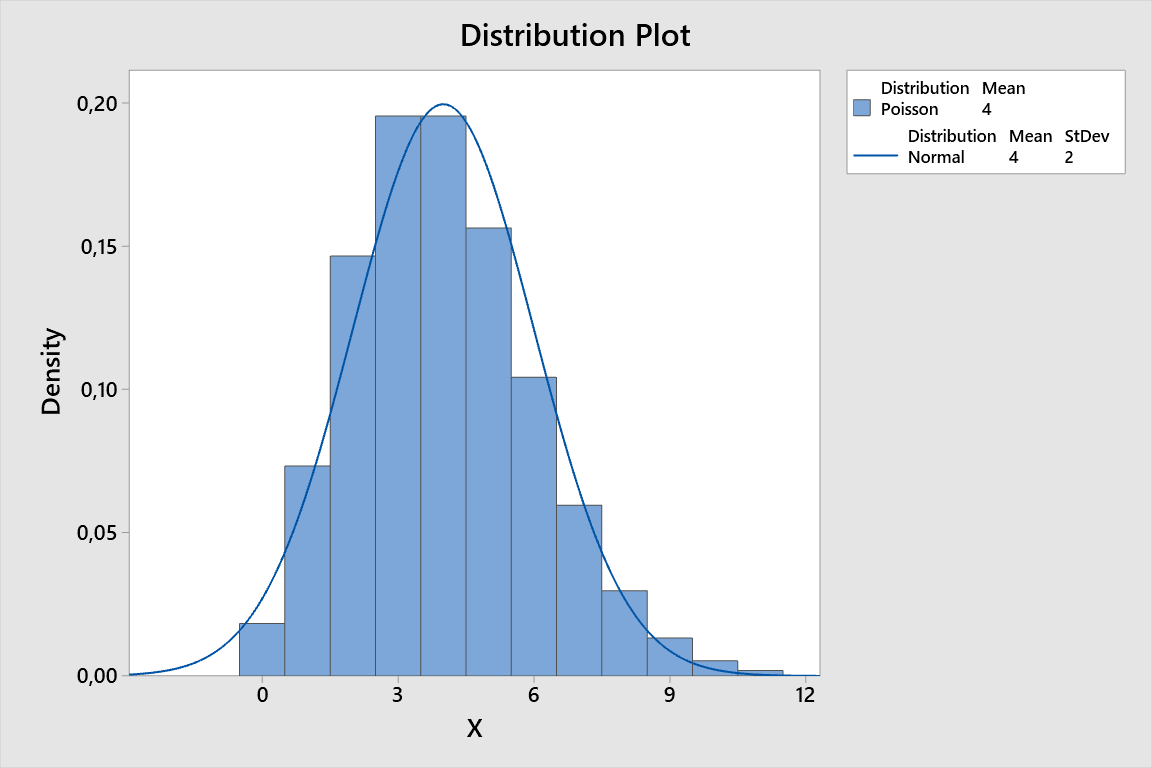 Distribution Plot
0,20
0,15
0,10
0,05
0,00
Density
0 3 6 9 12
X
Distribution Mean
Poisson 4
Distribution Mean StDev
Normal 4 2